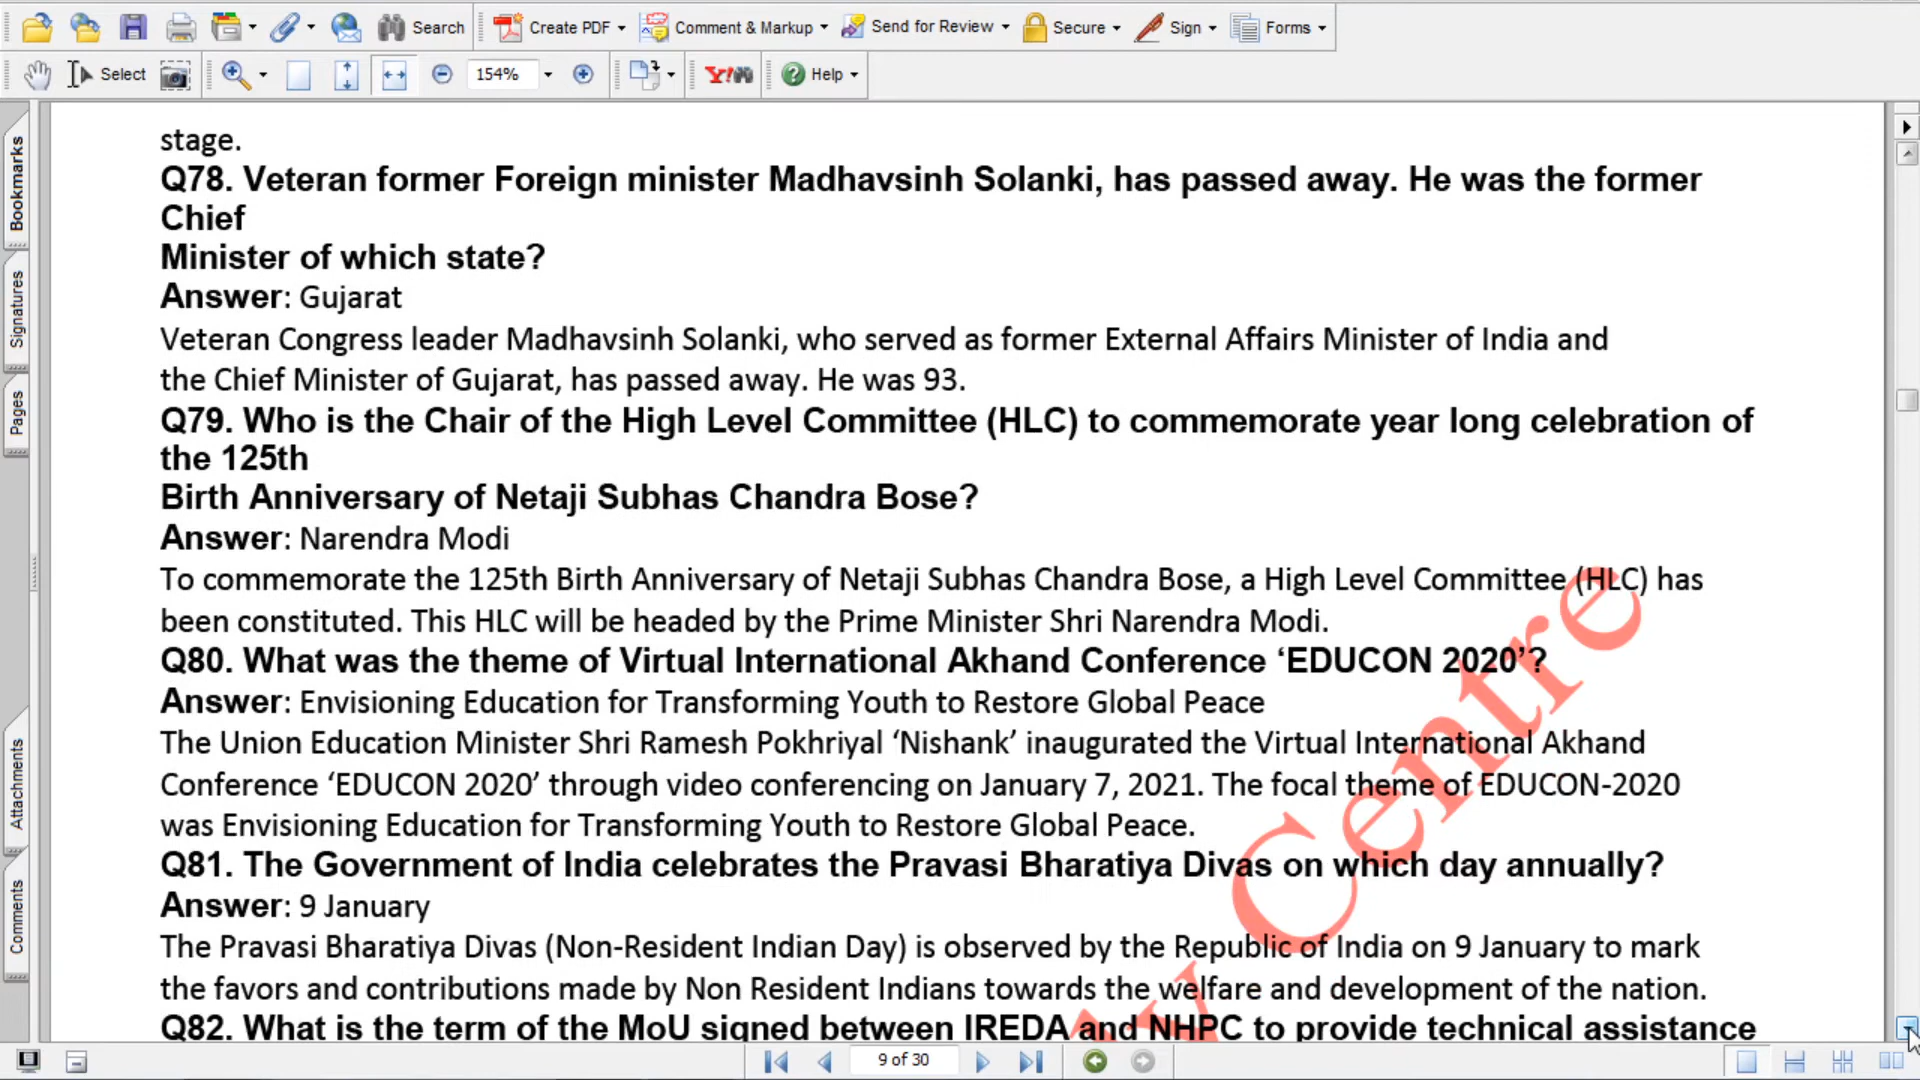 Search Create PDF Comment & Markup Send for Review Secure Sign Forms
Select 154% Y! Help
Bookmarks
Signatures
Pages
Attachments
Comments
stage.
Q78. Veteran former Foreign minister Madhavsinh Solanki, has passed away. He was the former
Chief
Minister of which state?
Answer: Gujarat
Veteran Congress leader Madhavsinh Solanki, who served as former External Affairs Minister of India and
the Chief Minister of Gujarat, has passed away. He was 93.
Q79. Who is the Chair of the High Level Committee (HLC) to commemorate year long celebration of
the 125th
Birth Anniversary of Netaji Subhas Chandra Bose?
Answer: Narendra Modi
To commemorate the 125th Birth Anniversary of Netaji Subhas Chandra Bose, a High Level Committee (HLC) has
been constituted. This HLC will be headed by the Prime Minister Shri Narendra Modi.
Q80. What was the theme of Virtual International Akhand Conference ‘EDUCON 2020’?
Answer: Envisioning Education for Transforming Youth to Restore Global Peace
The Union Education Minister Shri Ramesh Pokhriyal ‘Nishank’ inaugurated the Virtual International Akhand
Conference ‘EDUCON 2020’ through video conferencing on January 7, 2021. The focal theme of EDUCON-2020
was Envisioning Education for Transforming Youth to Restore Global Peace.
Q81. The Government of India celebrates the Pravasi Bharatiya Divas on which day annually?
Answer: 9 January
The Pravasi Bharatiya Divas (Non-Resident Indian Day) is observed by the Republic of India on 9 January to mark
the favors and contributions made by Non Resident Indians towards the welfare and development of the nation.
Q82. What is the term of the MoU signed between IREDA and NHPC to provide technical assistance
Centre
9 of 30